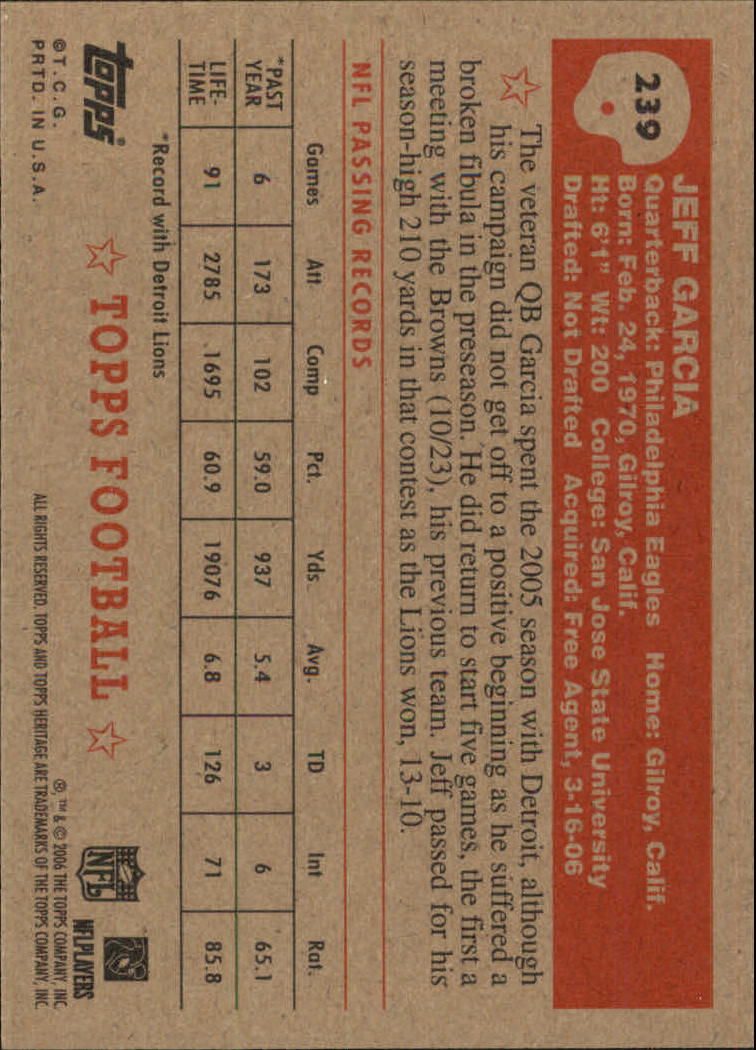 239
JEFF GARCIA
Quarterback: Philadelphia Eagles Home: Gilroy, Calif.
Born: Feb. 24, 1970, Gilroy, Calif.
Ht: 6'1" Wt: 200 College: San Jose State University
Drafted: Not Drafted Acquired: Free Agent, 3-16-06
The veteran QB Garcia spent the 2005 season with Detroit, although
his campaign did not get off to a positive beginning as he suffered a
broken fibula in the preseason. He did return to start five games, the first a
meeting with the Browns (10/23), his previous team. Jeff passed for his
season-high 210 yards in that contest as the Lions won, 13-10.
NFL PASSING RECORDS
Games Att Comp Pct. Yds Avg. TD Int Rat.
*PAST YEAR 6 173 102 59.0 937 5.4 3 6 65.1
LIFE-TIME 91 2785 1695 60.9 19076 6.8 126 71 85.8
*Record with Detroit Lions
topps®
© T.C.G.
PRTD. IN U.S.A.
TOPPS FOOTBALL
NFL
NFLPLAYERS
®, ™ & © 2006 THE TOPPS COMPANY, INC.
ALL RIGHTS RESERVED. TOPPS AND TOPPS HERITAGE ARE TRADEMARKS OF THE TOPPS COMPANY, INC.